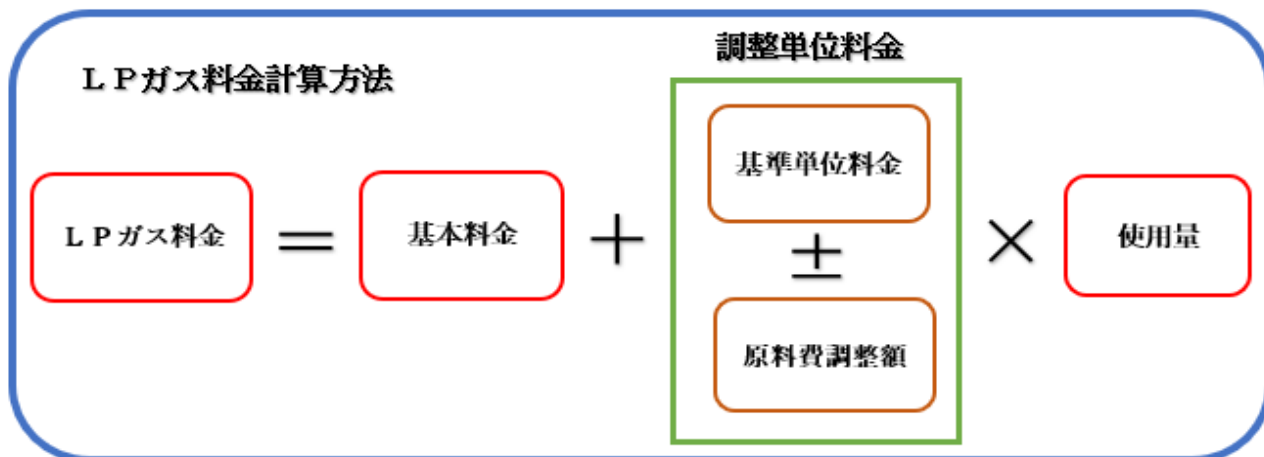 調整単位料金
LPガス料金計算方法
基準単位料金
LPガス料金
=
基本料金
+
±
×
使用量
原料費調整額